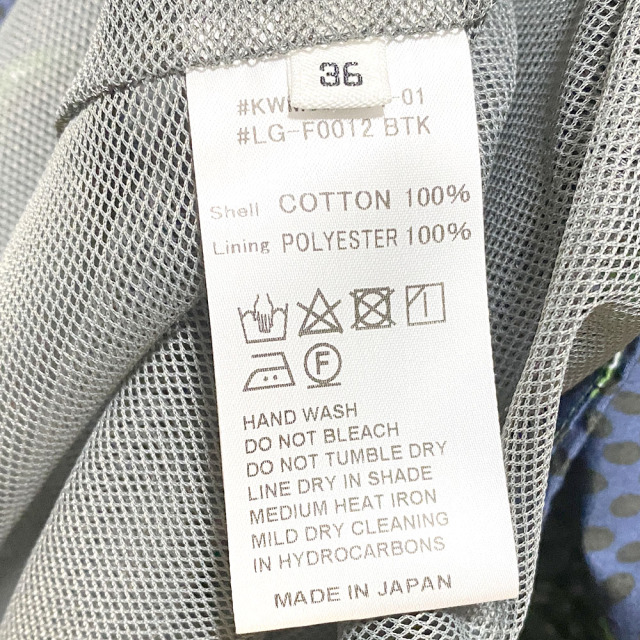 36
-01
#LG-F0012 BTK
Shell COTTON 100%
Lining POLYESTER 100%
F
HAND WASH
DO NOT BLEACH
DO NOT TUMBLE DRY
LINE DRY IN SHADE
MEDIUM HEAT IRON
MILD DRY CLEANING
IN HYDROCARBONS
MADE IN JAPAN